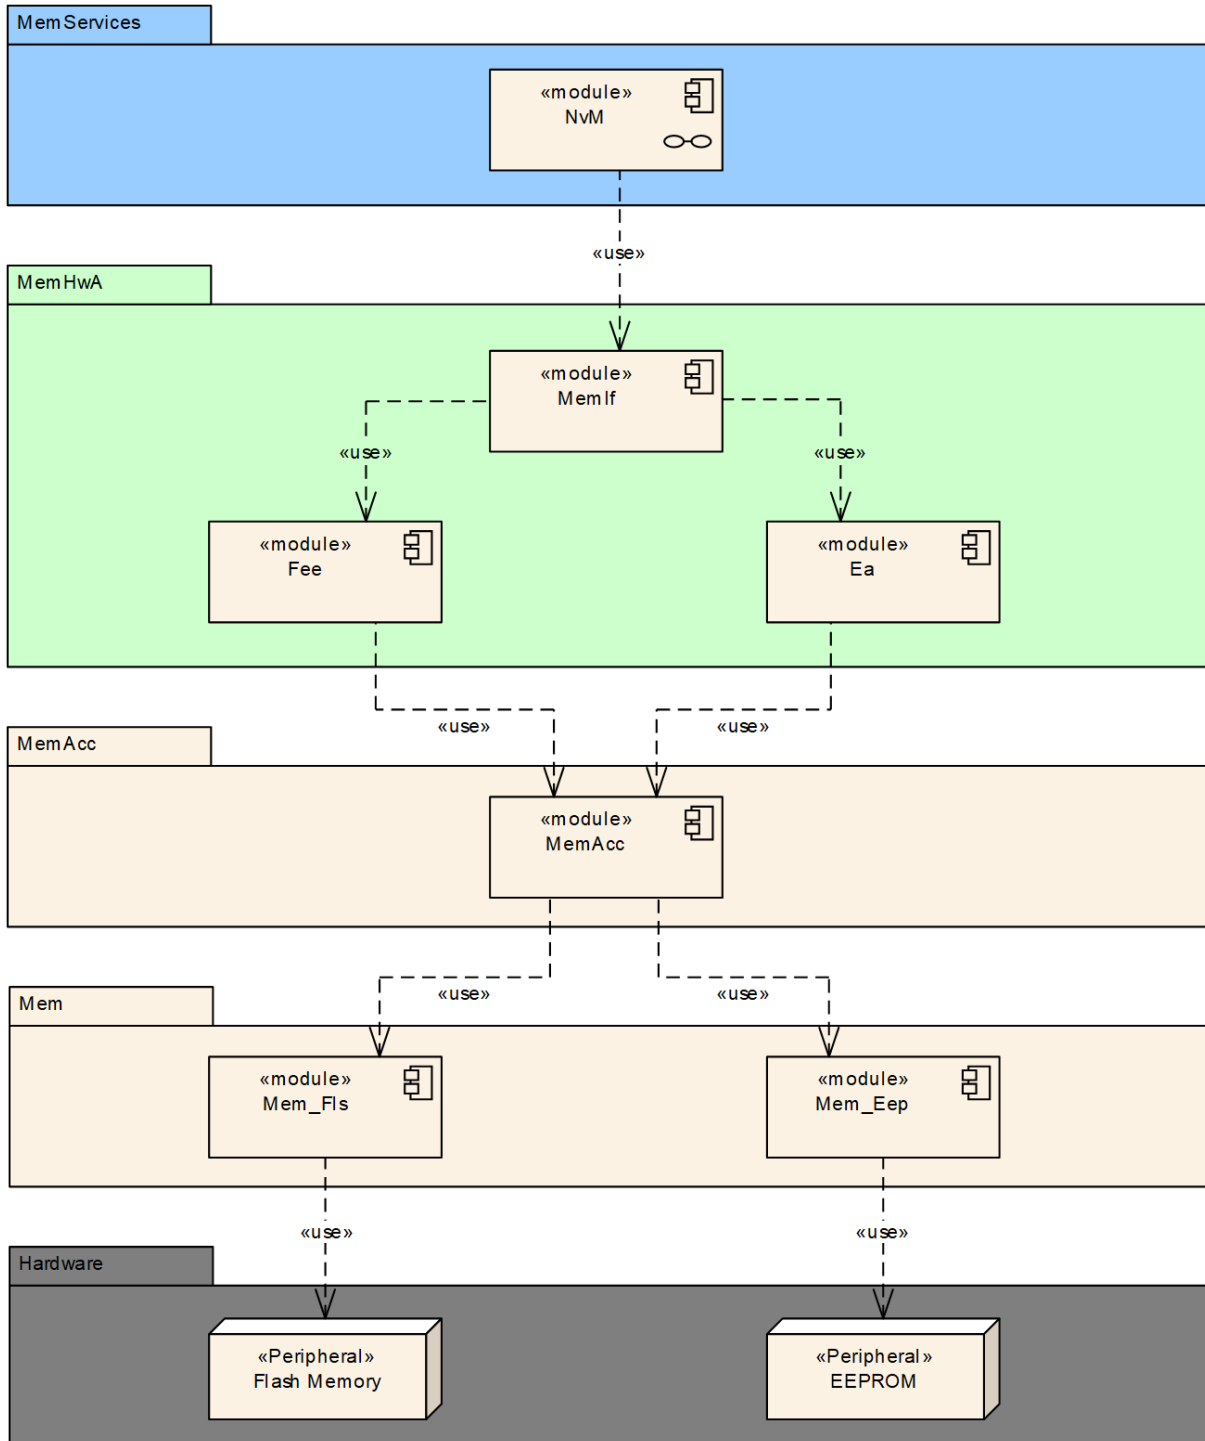 MemServices
«module»
NvM
«use»
MemHwA
«module»
MemIf
«use»
«use»
«module»
Fee
«module»
Ea
«use»
«use»
MemAcc
«module»
MemAcc
«use»
«use»
Mem
«module»
Mem_Fls
«module»
Mem_Eep
«use»
«use»
Hardware
«Peripheral»
Flash Memory
«Peripheral»
EEPROM